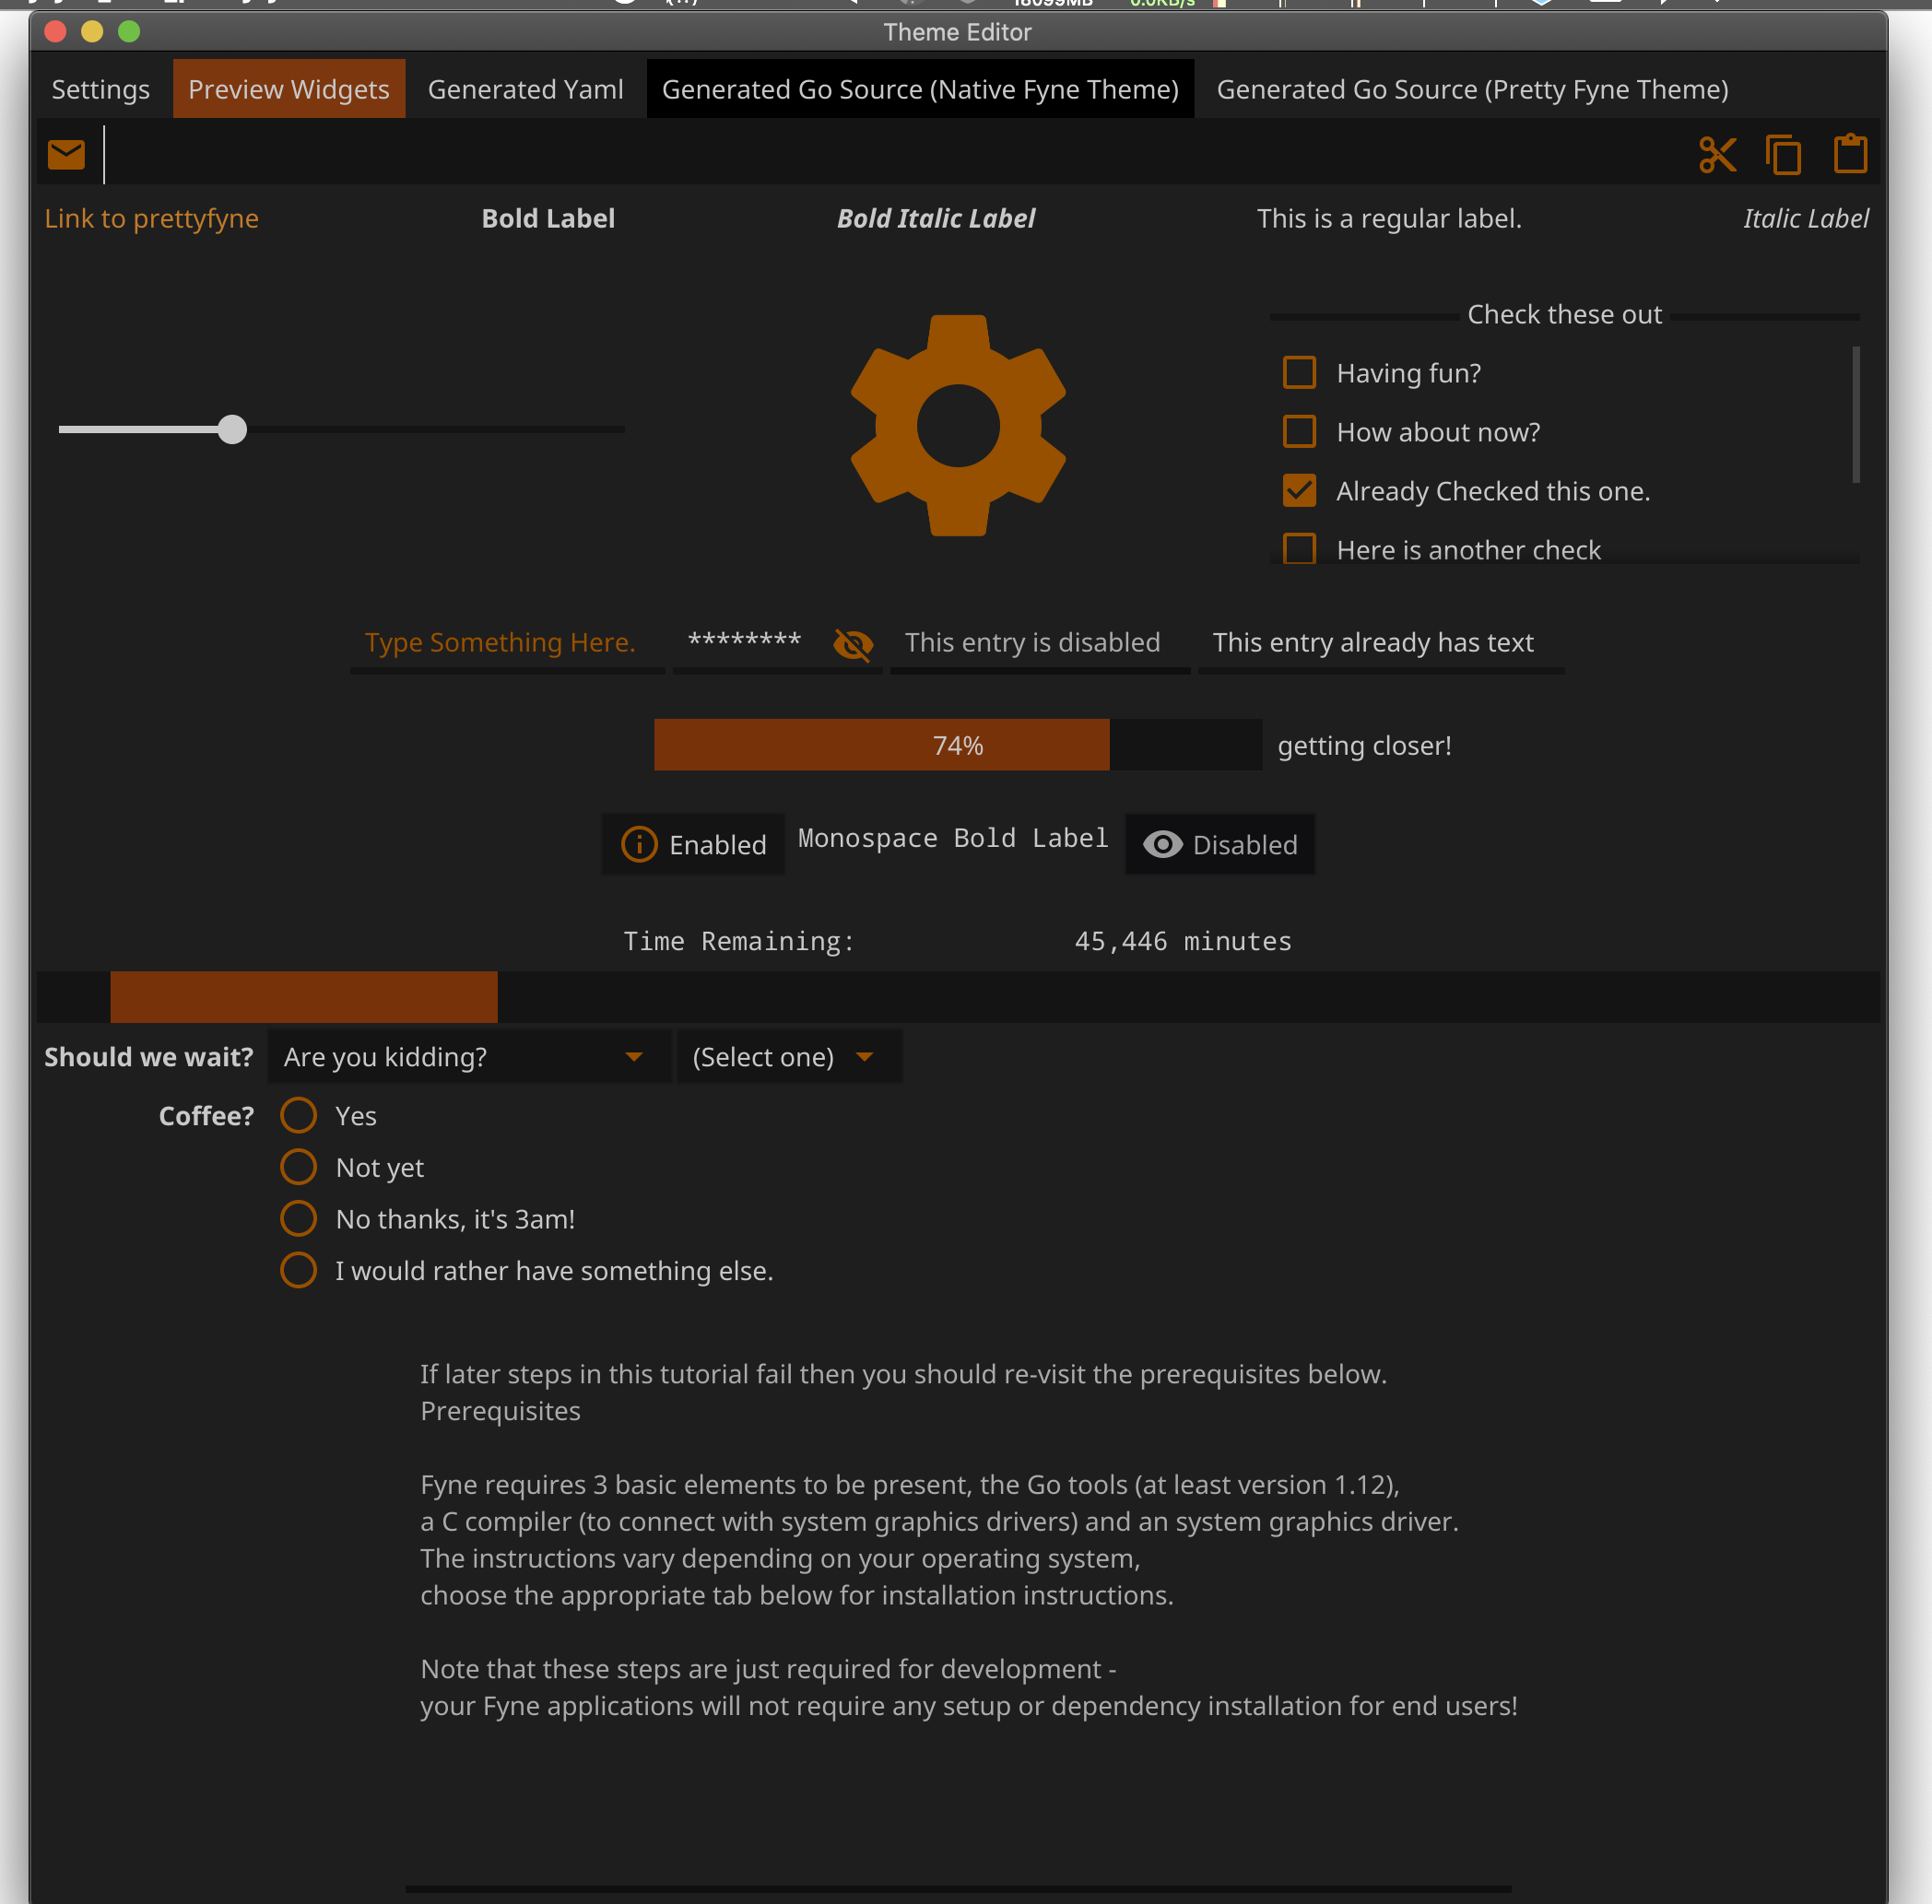 18099MB 0.0KB/s
Theme Editor
Settings Preview Widgets Generated Yaml Generated Go Source (Native Fyne Theme) Generated Go Source (Pretty Fyne Theme)
Link to prettyfyne Bold Label Bold Italic Label This is a regular label. Italic Label
Check these out
Having fun?
How about now?
Already Checked this one.
Here is another check
Type Something Here. ******** This entry is disabled This entry already has text
74% getting closer!
Enabled Monospace Bold Label Disabled
Time Remaining: 45,446 minutes
Should we wait? Are you kidding? (Select one)
Coffee? Yes
Not yet
No thanks, it's 3am!
I would rather have something else.
If later steps in this tutorial fail then you should re-visit the prerequisites below.
Prerequisites
Fyne requires 3 basic elements to be present, the Go tools (at least version 1.12),
a C compiler (to connect with system graphics drivers) and an system graphics driver.
The instructions vary depending on your operating system,
choose the appropriate tab below for installation instructions.
Note that these steps are just required for development -
your Fyne applications will not require any setup or dependency installation for end users!